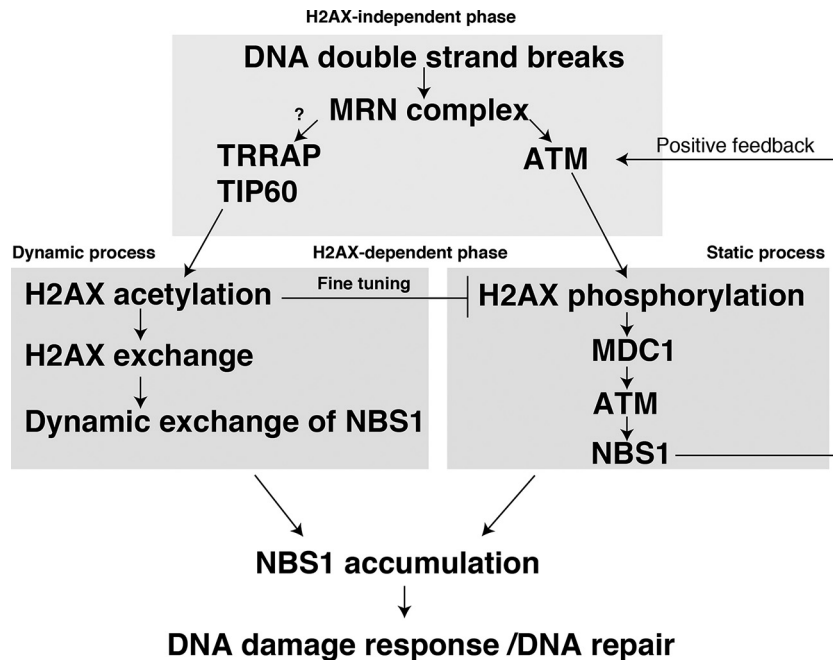 H2AX-independent phase
DNA double strand breaks
?
MRN complex
TRRAP
TIP60
ATM
Positive feedback
Dynamic process
H2AX-dependent phase
Static process
H2AX acetylation
Fine tuning
H2AX phosphorylation
H2AX exchange
MDC1
Dynamic exchange of NBS1
ATM
NBS1
NBS1 accumulation
DNA damage response /DNA repair